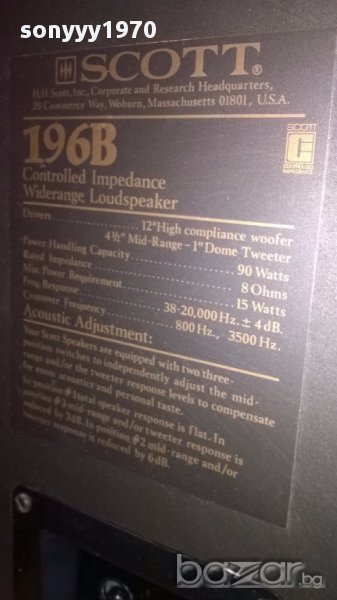 sonyyy1970
SCOTT®
H.H. Scott, Inc., Corporate and Research Headquarters,
20 Commerce Way, Woburn, Massachusetts 01801, U.S.A.
196B
Controlled Impedance
Widerange Loudspeaker
SCOTT
CONTROLLED
IMPEDANCE
Drivers.................12" High compliance woofer
4½" Mid-Range – 1" Dome Tweeter
Power Handling Capacity.................90 Watts
Rated Impedance.................8 Ohms
Min. Power Requirement.................15 Watts
Freq. Response.................38-20,000 Hz. ± 4dB.
Crossover Frequency.................800 Hz., 3500 Hz.
Acoustic Adjustment:
Your Scott Speakers are equipped with two three-
position switches to independently adjust the mid-
range and/or the tweeter response levels to compensate
for room acoustic and personal taste.
In position #1 total speaker response is flat. In
position #3 mid-range and/or tweeter response is
reduced by 3dB. In position #2 mid-range and/or
tweeter response is reduced by 6dB.
bazar.bg